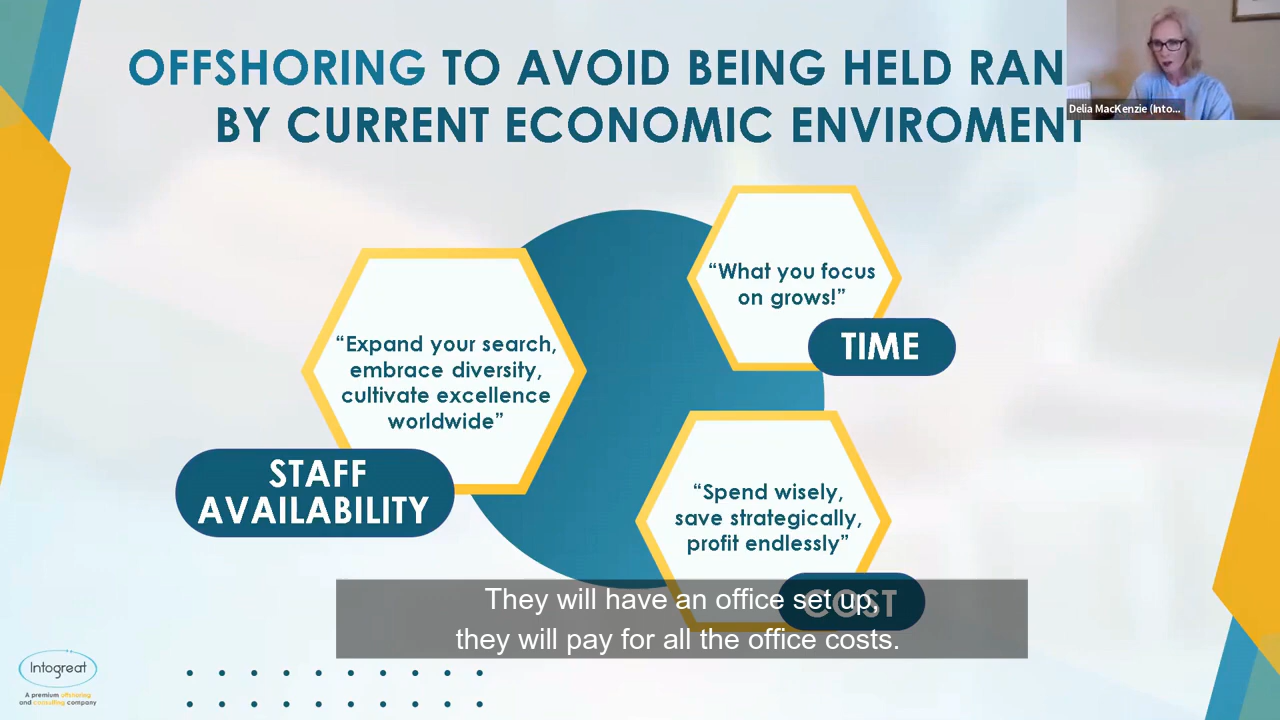 OFFSHORING TO AVOID BEING HELD RAN
BY CURRENT ECONOMIC ENVIROMENT
Delia MacKenzie (Into...
“What you focus
on grows!”
TIME
“Expand your search,
embrace diversity,
cultivate excellence
worldwide”
STAFF
AVAILABILITY
“Spend wisely,
save strategically,
profit endlessly”
COST
They will have an office set up,
they will pay for all the office costs.
Intogreat
A premium offshoring
and consulting company